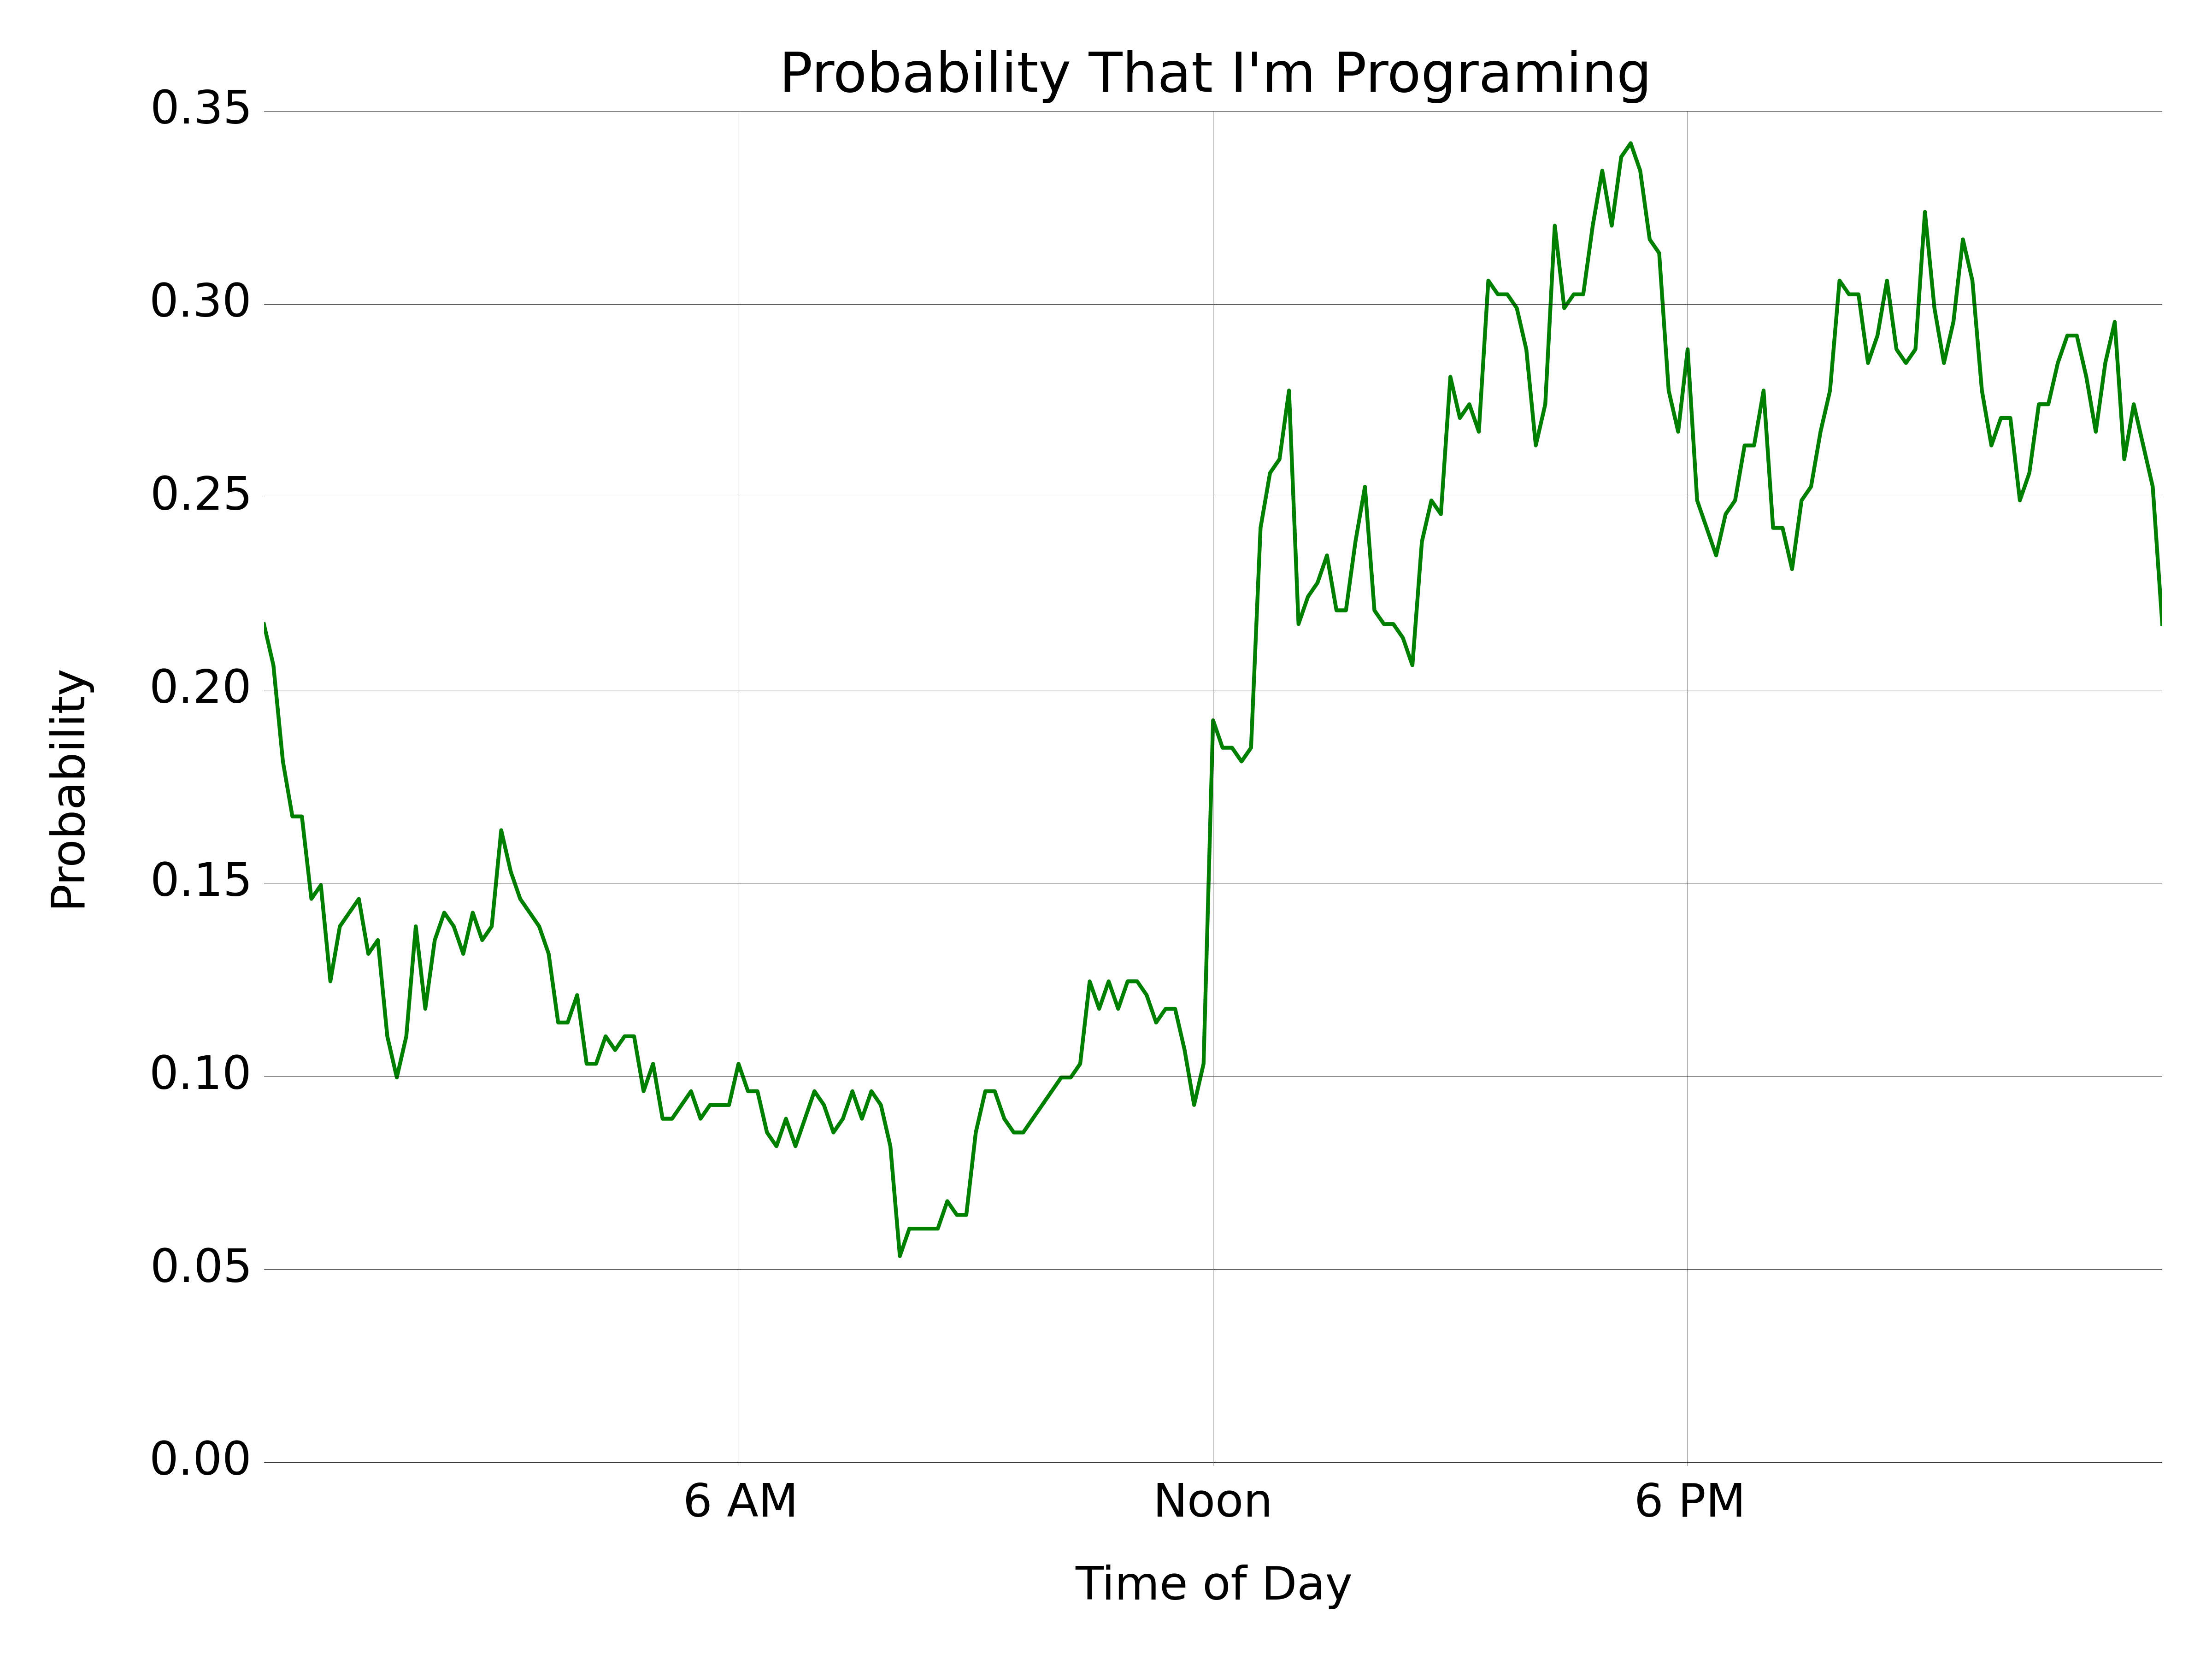 Probability That I'm Programing
0.35
0.30
0.25
0.20
0.15
0.10
0.05
0.00
Probability
6 AM Noon 6 PM
Time of Day